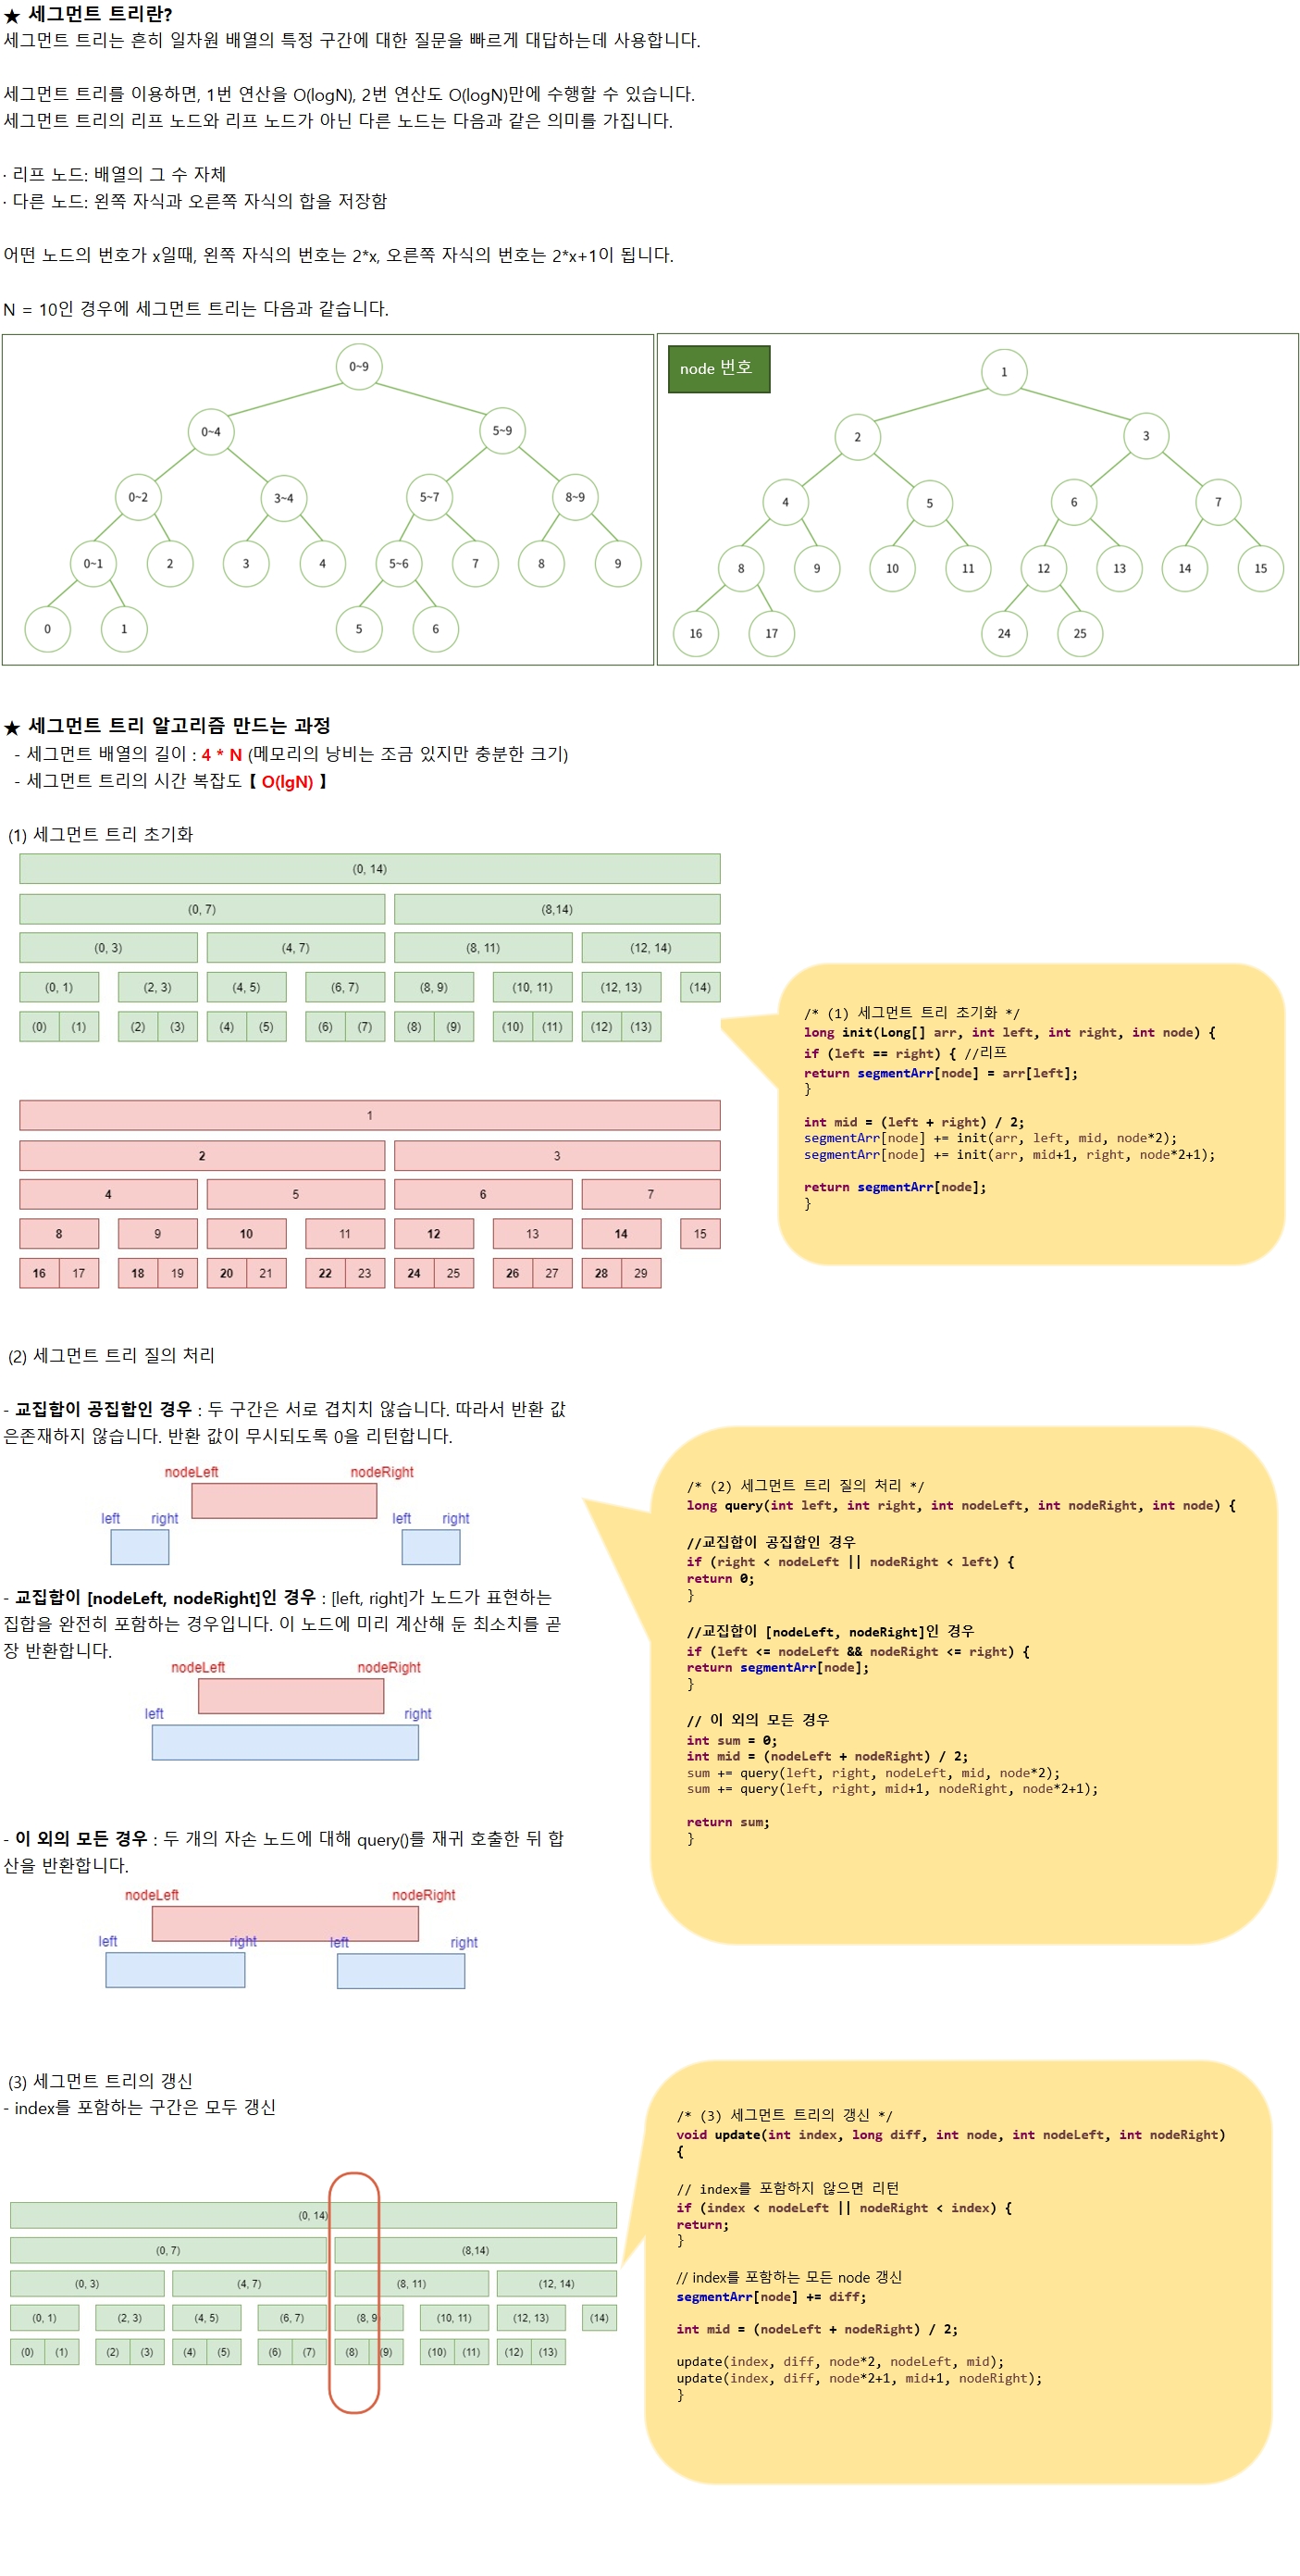 ★ 세그먼트 트리란?
세그먼트 트리는 흔히 일차원 배열의 특정 구간에 대한 질문을 빠르게 대답하는데 사용합니다.
세그먼트 트리를 이용하면, 1번 연산을 O(logN), 2번 연산도 O(logN)만에 수행할 수 있습니다.
세그먼트 트리의 리프 노드와 리프 노드가 아닌 다른 노드는 다음과 같은 의미를 가집니다.
· 리프 노드: 배열의 그 수 자체
· 다른 노드: 왼쪽 자식과 오른쪽 자식의 합을 저장함
어떤 노드의 번호가 x일때, 왼쪽 자식의 번호는 2*x, 오른쪽 자식의 번호는 2*x+1이 됩니다.
N = 10인 경우에 세그먼트 트리는 다음과 같습니다.
0~9
0~4 5~9
0~2 3~4 5~7 8~9
0~1 2 3 4 5~6 7 8 9
0 1 5 6
node 번호
1
2 3
4 5 6 7
8 9 10 11 12 13 14 15
16 17 24 25
★ 세그먼트 트리 알고리즘 만드는 과정
- 세그먼트 배열의 길이 : 4 * N (메모리의 낭비는 조금 있지만 충분한 크기)
- 세그먼트 트리의 시간 복잡도 【 O(lgN) 】
(1) 세그먼트 트리 초기화
(0, 14)
(0, 7) (8,14)
(0, 3) (4, 7) (8, 11) (12, 14)
(0, 1) (2, 3) (4, 5) (6, 7) (8, 9) (10, 11) (12, 13) (14)
(0) (1) (2) (3) (4) (5) (6) (7) (8) (9) (10) (11) (12) (13)
1
2 3
4 5 6 7
8 9 10 11 12 13 14 15
16 17 18 19 20 21 22 23 24 25 26 27 28 29
/* (1) 세그먼트 트리 초기화 */
long init(Long[] arr, int left, int right, int node) {
if (left == right) { //리프
return segmentArr[node] = arr[left];
}
int mid = (left + right) / 2;
segmentArr[node] += init(arr, left, mid, node*2);
segmentArr[node] += init(arr, mid+1, right, node*2+1);
return segmentArr[node];
}
(2) 세그먼트 트리 질의 처리
- 교집합이 공집합인 경우 : 두 구간은 서로 겹치치 않습니다. 따라서 반환 값
은존재하지 않습니다. 반환 값이 무시되도록 0을 리턴합니다.
nodeLeft nodeRight
left right left right
- 교집합이 [nodeLeft, nodeRight]인 경우 : [left, right]가 노드가 표현하는
집합을 완전히 포함하는 경우입니다. 이 노드에 미리 계산해 둔 최소치를 곧
장 반환합니다.
nodeLeft nodeRight
left right
- 이 외의 모든 경우 : 두 개의 자손 노드에 대해 query()를 재귀 호출한 뒤 합
산을 반환합니다.
nodeLeft nodeRight
left right left right
/* (2) 세그먼트 트리 질의 처리 */
long query(int left, int right, int nodeLeft, int nodeRight, int node) {
//교집합이 공집합인 경우
if (right < nodeLeft || nodeRight < left) {
return 0;
}
//교집합이 [nodeLeft, nodeRight]인 경우
if (left <= nodeLeft && nodeRight <= right) {
return segmentArr[node];
}
// 이 외의 모든 경우
int sum = 0;
int mid = (nodeLeft + nodeRight) / 2;
sum += query(left, right, nodeLeft, mid, node*2);
sum += query(left, right, mid+1, nodeRight, node*2+1);
return sum;
}
(3) 세그먼트 트리의 갱신
- index를 포함하는 구간은 모두 갱신
(0, 14)
(0, 7) (8,14)
(0, 3) (4, 7) (8, 11) (12, 14)
(0, 1) (2, 3) (4, 5) (6, 7) (8, 9) (10, 11) (12, 13) (14)
(0) (1) (2) (3) (4) (5) (6) (7) (8) (9) (10) (11) (12) (13)
/* (3) 세그먼트 트리의 갱신 */
void update(int index, long diff, int node, int nodeLeft, int nodeRight)
{
// index를 포함하지 않으면 리턴
if (index < nodeLeft || nodeRight < index) {
return;
}
// index를 포함하는 모든 node 갱신
segmentArr[node] += diff;
int mid = (nodeLeft + nodeRight) / 2;
update(index, diff, node*2, nodeLeft, mid);
update(index, diff, node*2+1, mid+1, nodeRight);
}